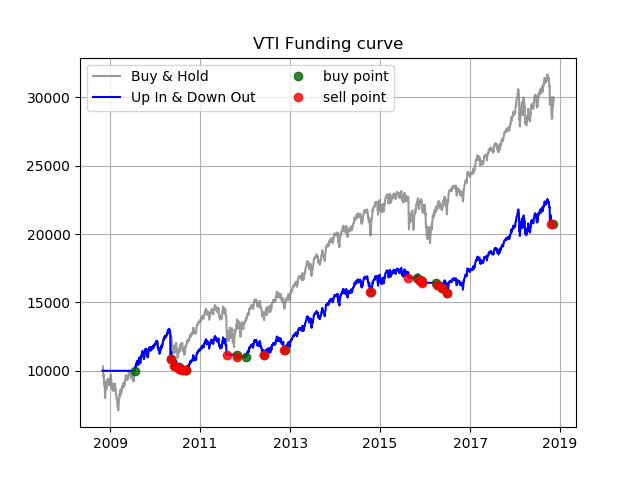 VTI Funding curve
Buy & Hold
Up In & Down Out
buy point
sell point
30000
25000
20000
15000
10000
2009 2011 2013 2015 2017 2019